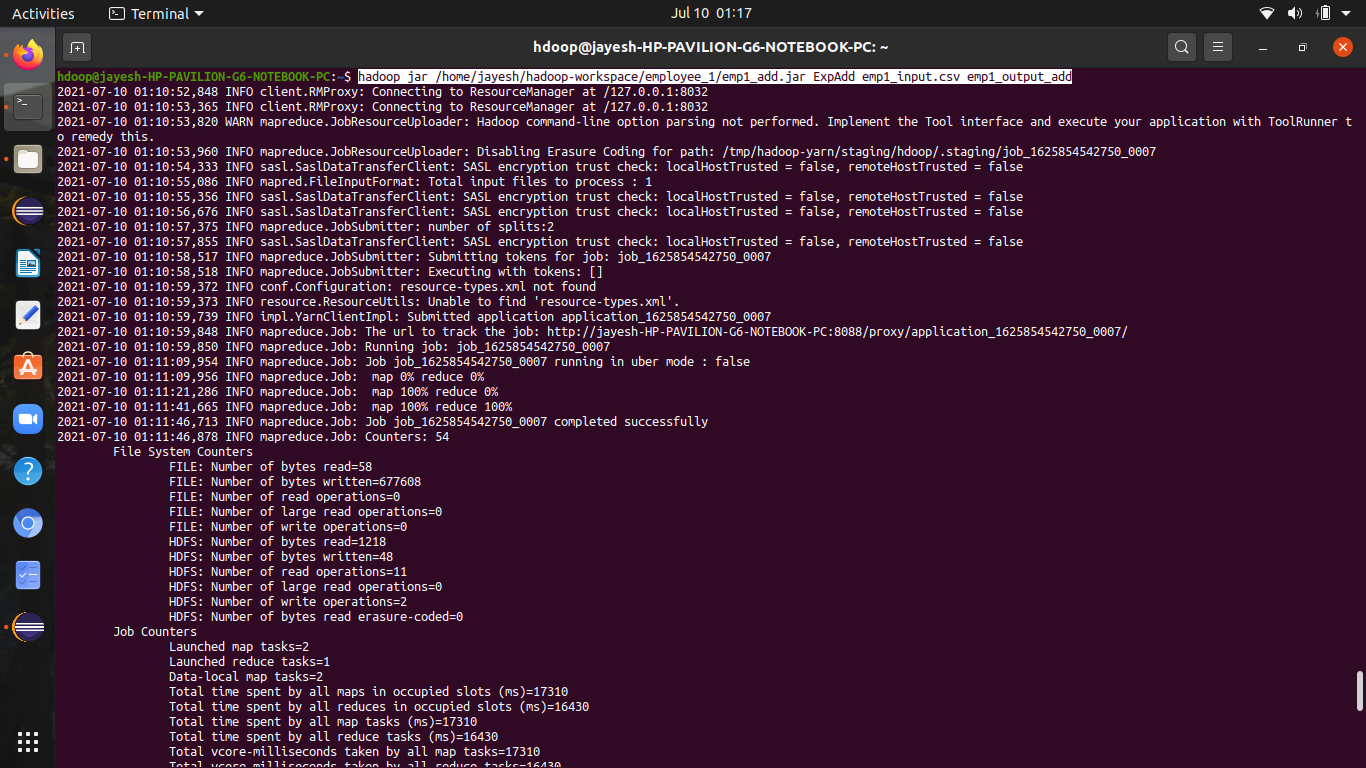 Activities
Terminal
Jul 10 01:17
hdoop@jayesh-HP-PAVILION-G6-NOTEBOOK-PC: ~
hdoop@jayesh-HP-PAVILION-G6-NOTEBOOK-PC:~$ hadoop jar /home/jayesh/hadoop-workspace/employee_1/emp1_add.jar ExpAdd emp1_input.csv emp1_output_add
2021-07-10 01:10:52,848 INFO client.RMProxy: Connecting to ResourceManager at /127.0.0.1:8032
2021-07-10 01:10:53,365 INFO client.RMProxy: Connecting to ResourceManager at /127.0.0.1:8032
2021-07-10 01:10:53,820 WARN mapreduce.JobResourceUploader: Hadoop command-line option parsing not performed. Implement the Tool interface and execute your application with ToolRunner t
o remedy this.
2021-07-10 01:10:53,960 INFO mapreduce.JobResourceUploader: Disabling Erasure Coding for path: /tmp/hadoop-yarn/staging/hdoop/.staging/job_1625854542750_0007
2021-07-10 01:10:54,333 INFO sasl.SaslDataTransferClient: SASL encryption trust check: localHostTrusted = false, remoteHostTrusted = false
2021-07-10 01:10:55,086 INFO mapred.FileInputFormat: Total input files to process : 1
2021-07-10 01:10:55,356 INFO sasl.SaslDataTransferClient: SASL encryption trust check: localHostTrusted = false, remoteHostTrusted = false
2021-07-10 01:10:56,676 INFO sasl.SaslDataTransferClient: SASL encryption trust check: localHostTrusted = false, remoteHostTrusted = false
2021-07-10 01:10:57,375 INFO mapreduce.JobSubmitter: number of splits:2
2021-07-10 01:10:57,855 INFO sasl.SaslDataTransferClient: SASL encryption trust check: localHostTrusted = false, remoteHostTrusted = false
2021-07-10 01:10:58,517 INFO mapreduce.JobSubmitter: Submitting tokens for job: job_1625854542750_0007
2021-07-10 01:10:58,518 INFO mapreduce.JobSubmitter: Executing with tokens: []
2021-07-10 01:10:59,372 INFO conf.Configuration: resource-types.xml not found
2021-07-10 01:10:59,373 INFO resource.ResourceUtils: Unable to find 'resource-types.xml'.
2021-07-10 01:10:59,739 INFO impl.YarnClientImpl: Submitted application application_1625854542750_0007
2021-07-10 01:10:59,848 INFO mapreduce.Job: The url to track the job: http://jayesh-HP-PAVILION-G6-NOTEBOOK-PC:8088/proxy/application_1625854542750_0007/
2021-07-10 01:10:59,850 INFO mapreduce.Job: Running job: job_1625854542750_0007
2021-07-10 01:11:09,954 INFO mapreduce.Job: Job job_1625854542750_0007 running in uber mode : false
2021-07-10 01:11:09,956 INFO mapreduce.Job:  map 0% reduce 0%
2021-07-10 01:11:21,286 INFO mapreduce.Job:  map 100% reduce 0%
2021-07-10 01:11:41,665 INFO mapreduce.Job:  map 100% reduce 100%
2021-07-10 01:11:46,713 INFO mapreduce.Job: Job job_1625854542750_0007 completed successfully
2021-07-10 01:11:46,878 INFO mapreduce.Job: Counters: 54
File System Counters
FILE: Number of bytes read=58
FILE: Number of bytes written=677608
FILE: Number of read operations=0
FILE: Number of large read operations=0
FILE: Number of write operations=0
HDFS: Number of bytes read=1218
HDFS: Number of bytes written=48
HDFS: Number of read operations=11
HDFS: Number of large read operations=0
HDFS: Number of write operations=2
HDFS: Number of bytes read erasure-coded=0
Job Counters
Launched map tasks=2
Launched reduce tasks=1
Data-local map tasks=2
Total time spent by all maps in occupied slots (ms)=17310
Total time spent by all reduces in occupied slots (ms)=16430
Total time spent by all map tasks (ms)=17310
Total time spent by all reduce tasks (ms)=16430
Total vcore-milliseconds taken by all map tasks=17310
Total vcore-milliseconds taken by all reduce tasks=16430